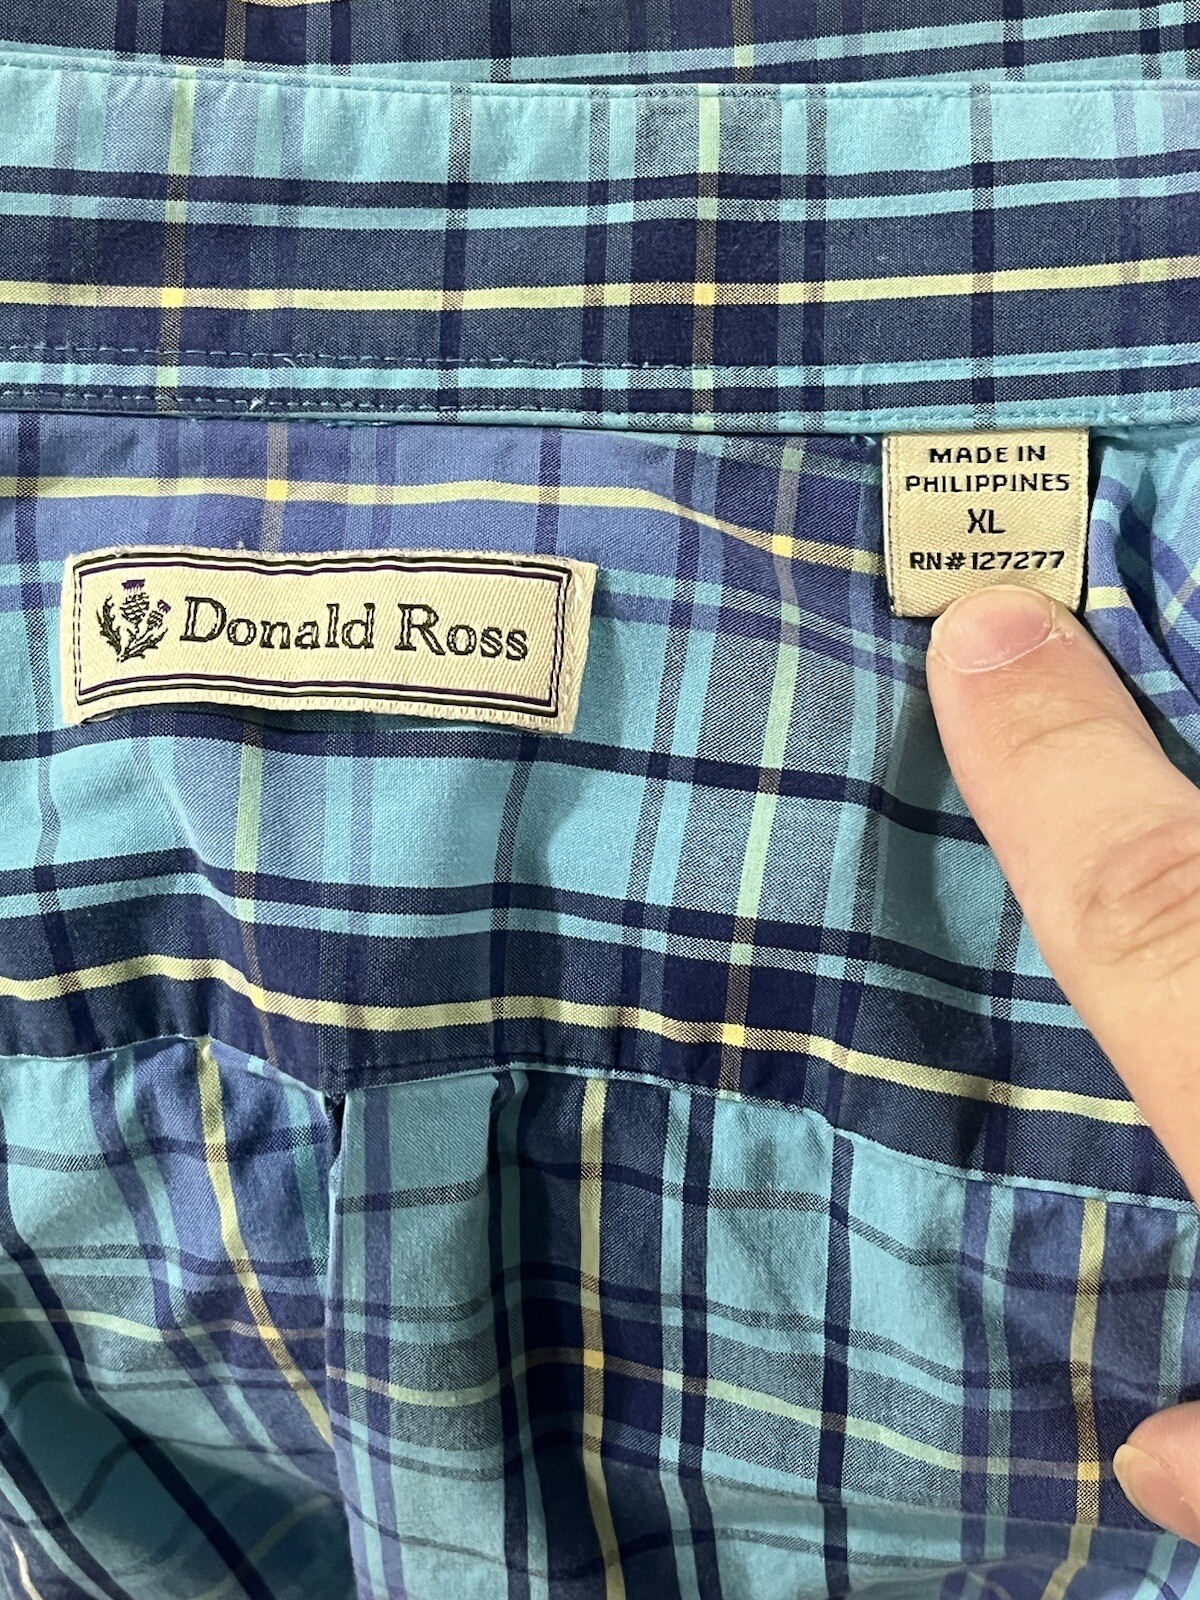 MADE IN
PHILIPPINES
XL
RN#127277
Donald Ross